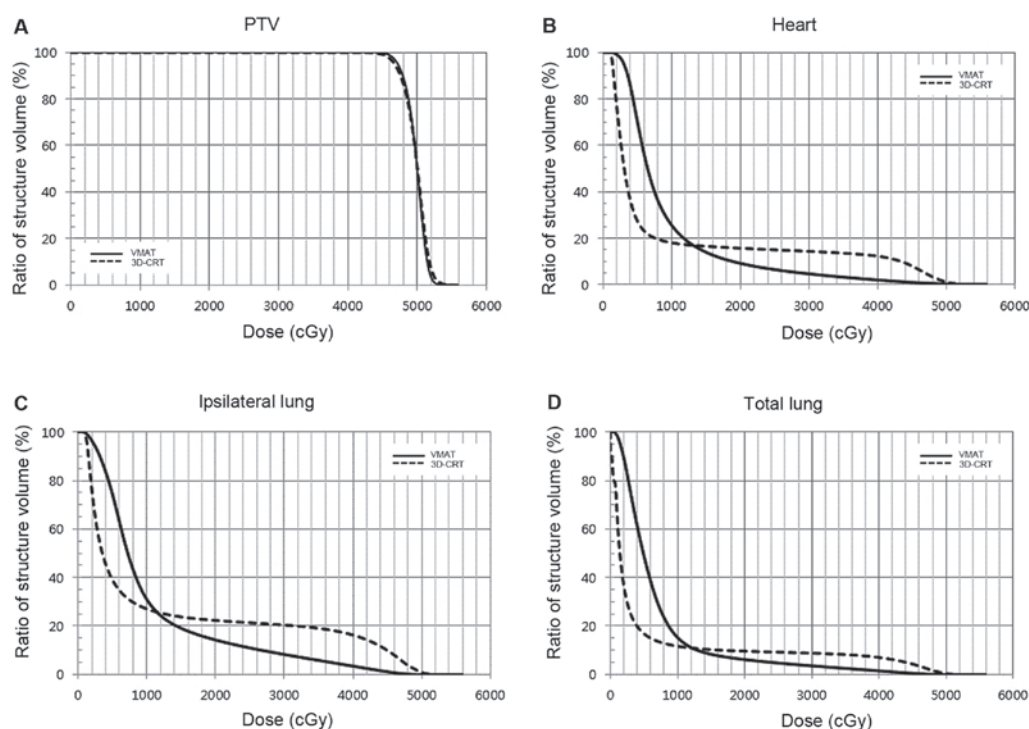 A
PTV
Ratio of structure volume (%)
100
80
60
40
20
0
VMAT
3D-CRT
0 1000 2000 3000 4000 5000 6000
Dose (cGy)
B
Heart
Ratio of structure volume (%)
100
80
60
40
20
0
VMAT
3D-CRT
0 1000 2000 3000 4000 5000 6000
Dose (cGy)
C
Ipsilateral lung
Ratio of structure volume (%)
100
80
60
40
20
0
VMAT
3D-CRT
0 1000 2000 3000 4000 5000 6000
Dose (cGy)
D
Total lung
Ratio of structure volume (%)
100
80
60
40
20
0
VMAT
3D-CRT
0 1000 2000 3000 4000 5000 6000
Dose (cGy)